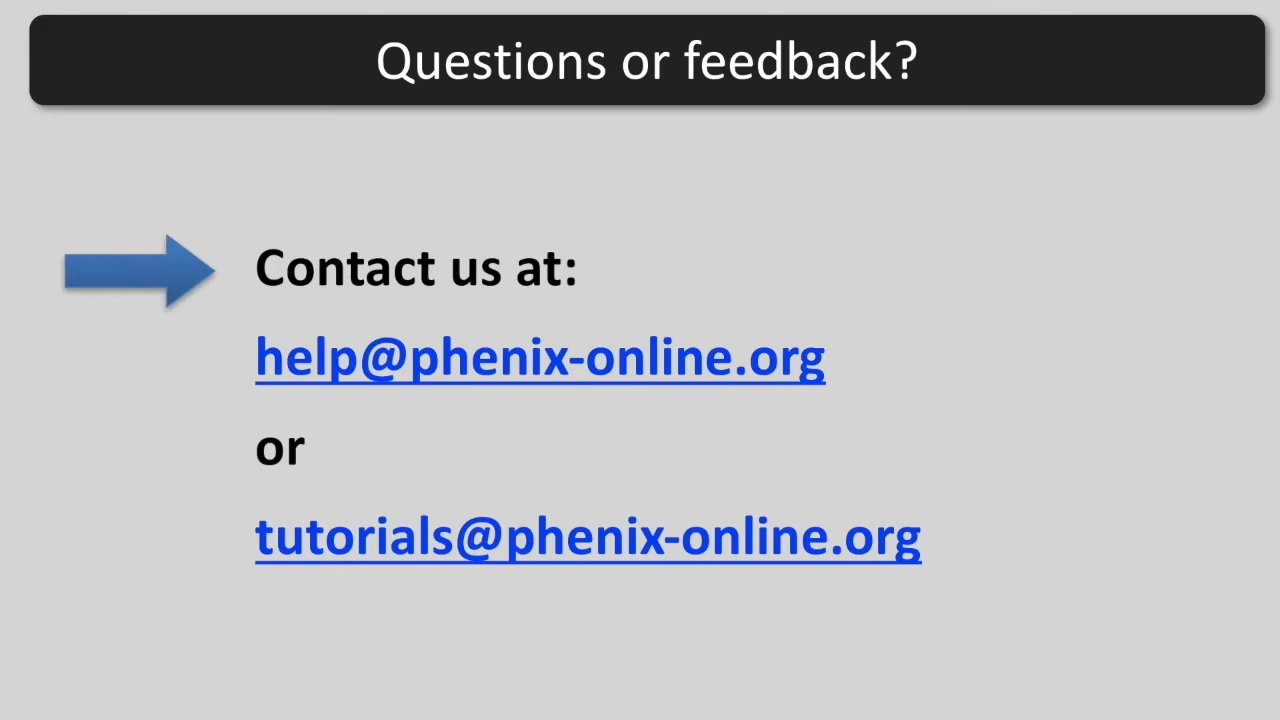 Questions or feedback?
Contact us at:
help@phenix-online.org
or
tutorials@phenix-online.org